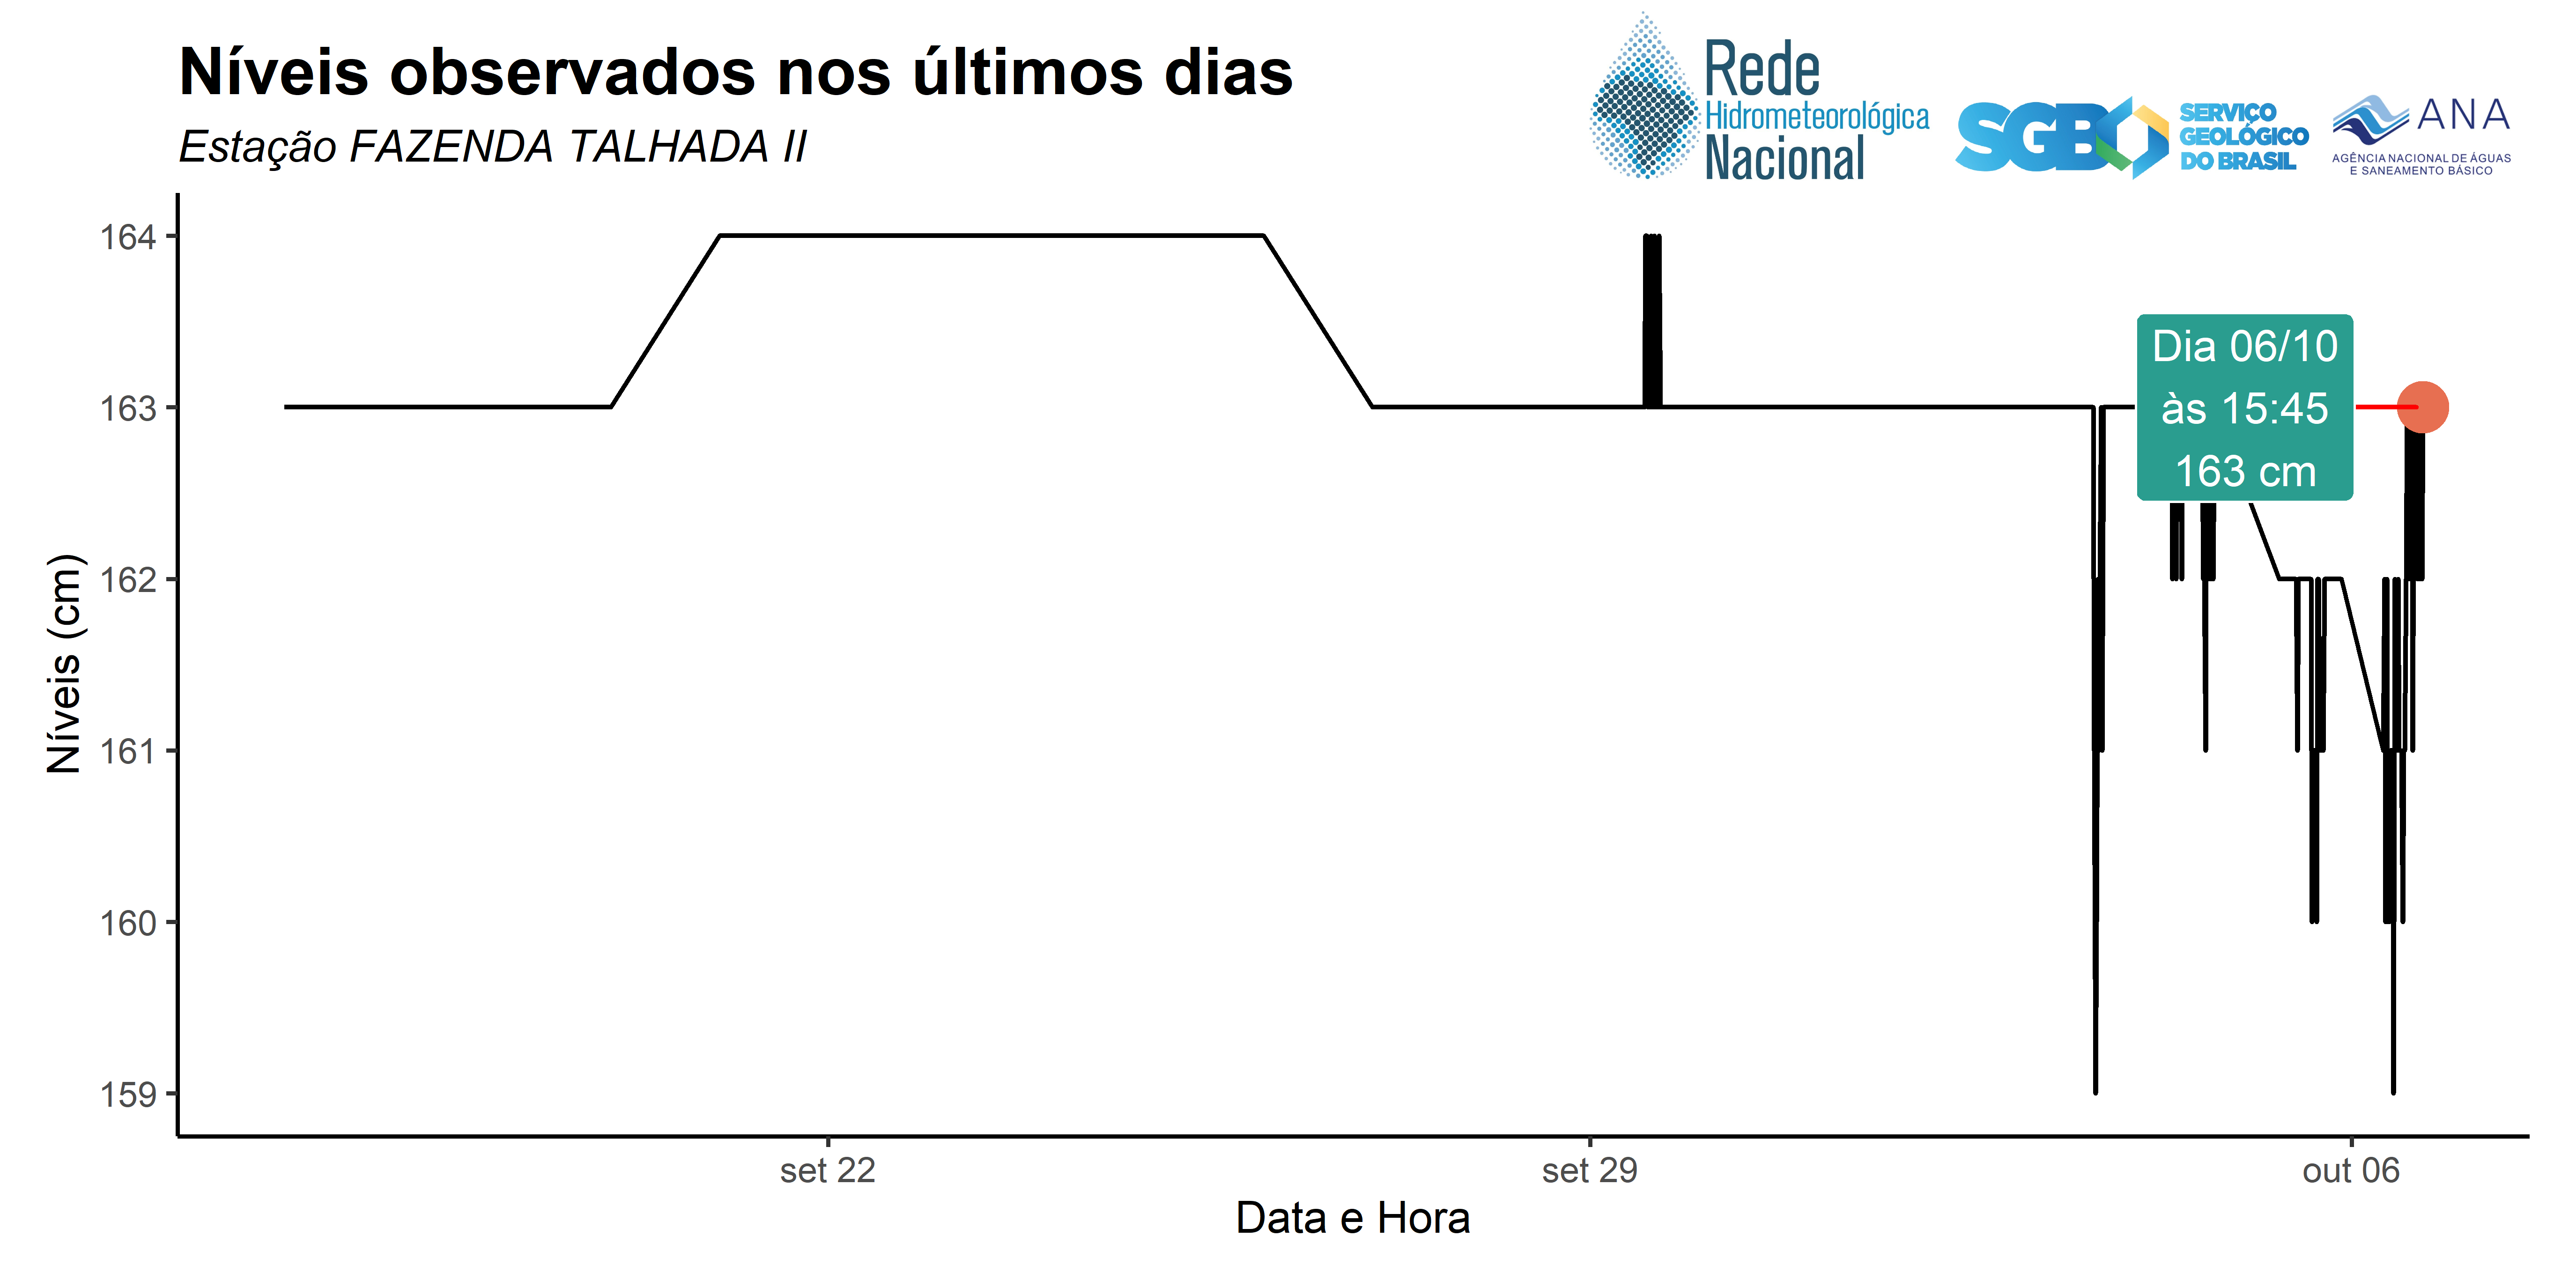 Níveis observados nos últimos dias
Estação FAZENDA TALHADA II
Rede
Hidrometeorológica
Nacional
SGB
SERVIÇO
GEOLÓGICO
DO BRASIL
ANA
AGÊNCIA NACIONAL DE ÁGUAS
E SANEAMENTO BÁSICO
164
163
162
161
160
159
Níveis (cm)
Dia 06/10
às 15:45
163 cm
set 22
set 29
out 06
Data e Hora